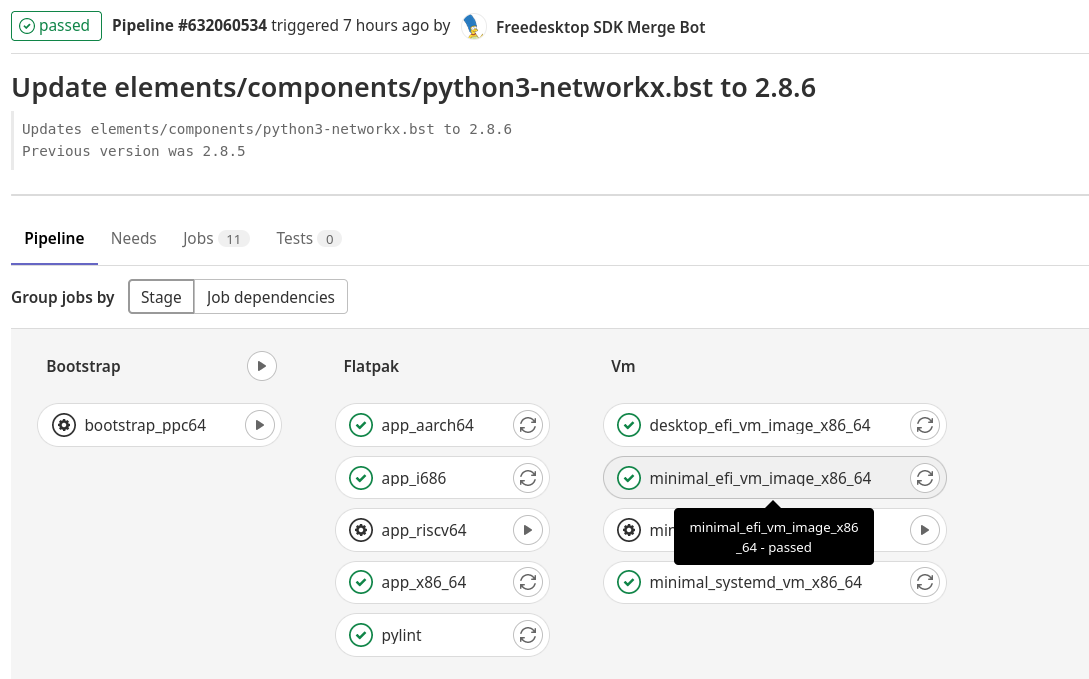 passed Pipeline #632060534 triggered 7 hours ago by Freedesktop SDK Merge Bot
Update elements/components/python3-networkx.bst to 2.8.6
Updates elements/components/python3-networkx.bst to 2.8.6
Previous version was 2.8.5
Pipeline Needs Jobs 11 Tests 0
Group jobs by Stage Job dependencies
Bootstrap
bootstrap_ppc64
Flatpak
app_aarch64
app_i686
app_riscv64
app_x86_64
pylint
Vm
desktop_efi_vm_image_x86_64
minimal_efi_vm_image_x86_64
minimal_efi_vm_image_x86
_64 - passed
minimal_systemd_vm_x86_64